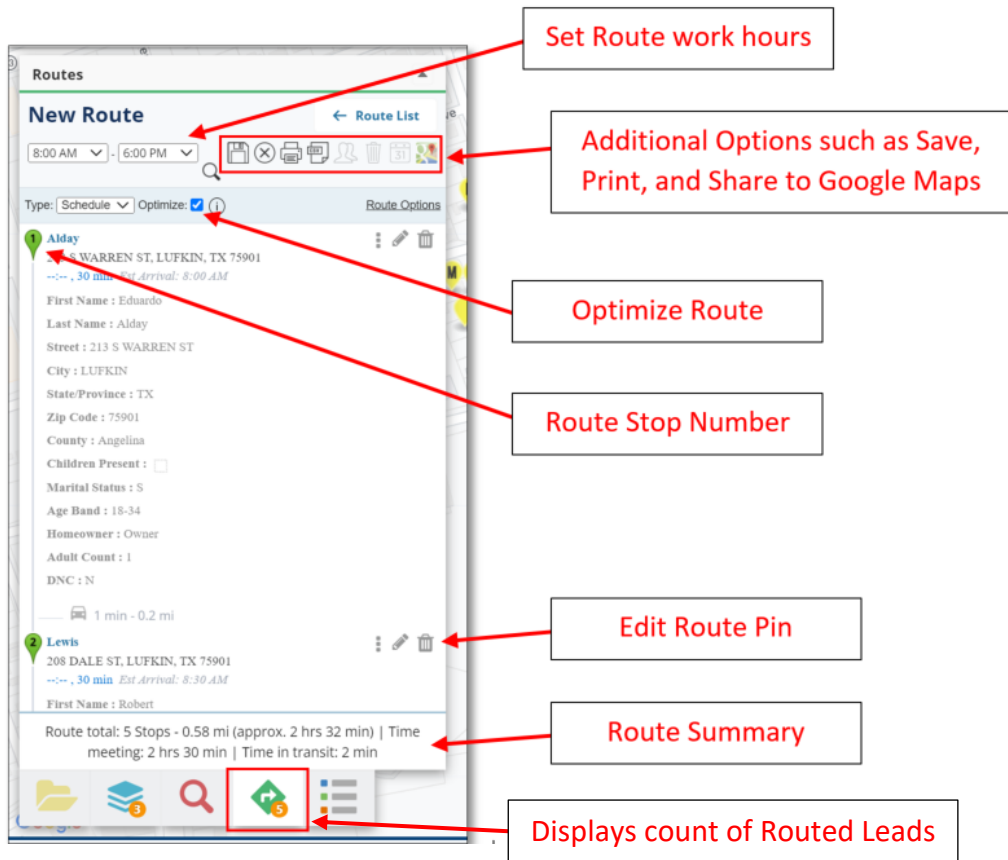 Set Route work hours
Routes
New Route
← Route List
8:00 AM - 6:00 PM
31
Additional Options such as Save,
Print, and Share to Google Maps
Type: Schedule Optimize:
Route Options
1 Alday
S WARREN ST, LUFKIN, TX 75901
--:-- , 30 min Est Arrival: 8:00 AM
M
First Name : Eduardo
Optimize Route
Last Name : Alday
Street : 213 S WARREN ST
City : LUFKIN
State/Province : TX
Zip Code : 75901
Route Stop Number
County : Angelina
Children Present :
Marital Status : S
Age Band : 18-34
Homeowner : Owner
Adult Count : 1
DNC : N
1 min - 0.2 mi
Edit Route Pin
2 Lewis
208 DALE ST, LUFKIN, TX 75901
--:-- , 30 min Est Arrival: 8:30 AM
First Name : Robert
Route total: 5 Stops - 0.58 mi (approx. 2 hrs 32 min) | Time
meeting: 2 hrs 30 min | Time in transit: 2 min
Route Summary
3
5
Displays count of Routed Leads